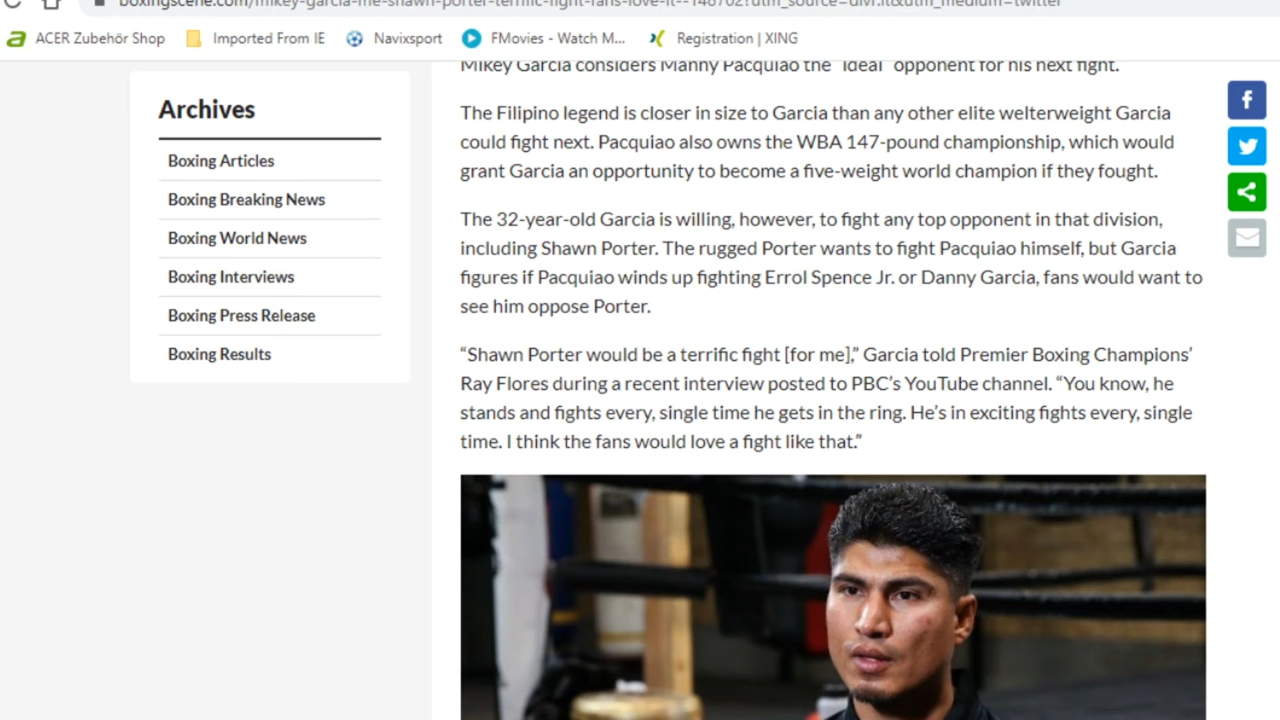 boxingscene.com/mikey-garcia-me-shawn-porter-terrific-fight-fans-love-it--148702?utm_source=dlvr.it&utm_medium=twitter
ACER Zubehör Shop
Imported From IE
Navixsport
FMovies - Watch M...
Registration | XING
Archives
Boxing Articles
Boxing Breaking News
Boxing World News
Boxing Interviews
Boxing Press Release
Boxing Results
Mikey Garcia considers Manny Pacquiao the “ideal” opponent for his next fight.
The Filipino legend is closer in size to Garcia than any other elite welterweight Garcia
could fight next. Pacquiao also owns the WBA 147-pound championship, which would
grant Garcia an opportunity to become a five-weight world champion if they fought.
The 32-year-old Garcia is willing, however, to fight any top opponent in that division,
including Shawn Porter. The rugged Porter wants to fight Pacquiao himself, but Garcia
figures if Pacquiao winds up fighting Errol Spence Jr. or Danny Garcia, fans would want to
see him oppose Porter.
“Shawn Porter would be a terrific fight [for me],” Garcia told Premier Boxing Champions’
Ray Flores during a recent interview posted to PBC’s YouTube channel. “You know, he
stands and fights every, single time he gets in the ring. He’s in exciting fights every, single
time. I think the fans would love a fight like that.”